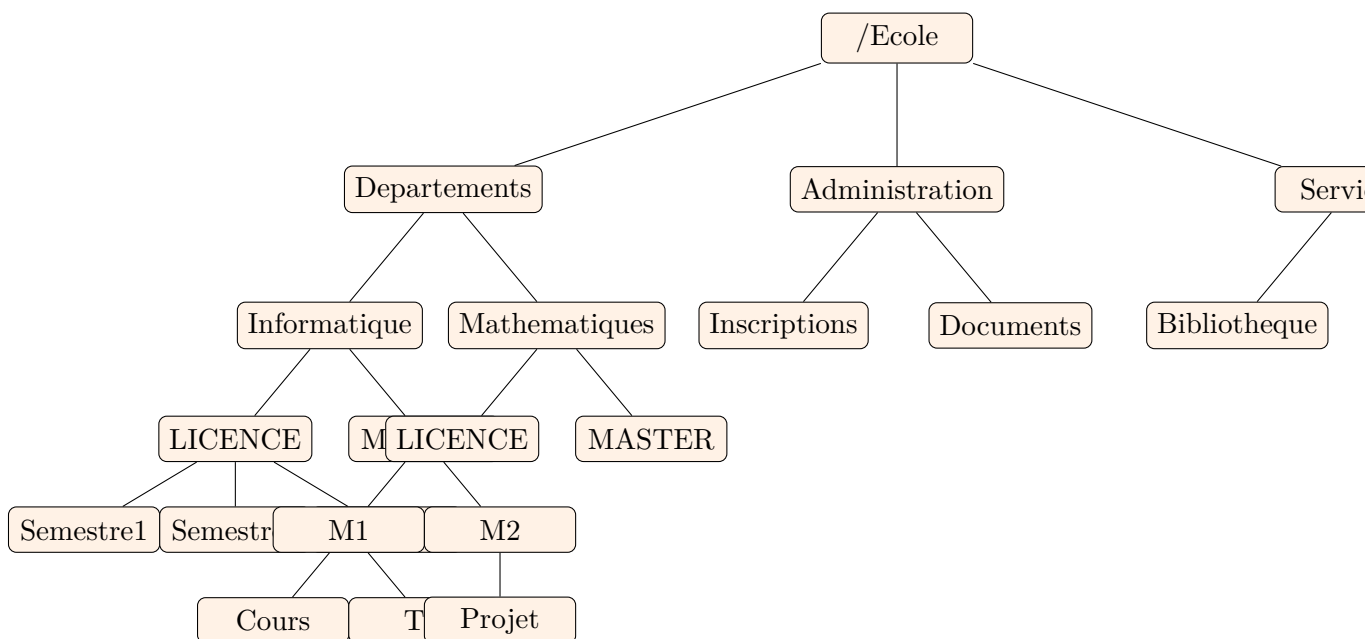 /Ecole
Departements
Administration
Informatique
Mathematiques
Inscriptions
Documents
Bibliotheque
LICENCE
LICENCE
MASTER
Semestre1
M1
M2
Cours
Projet